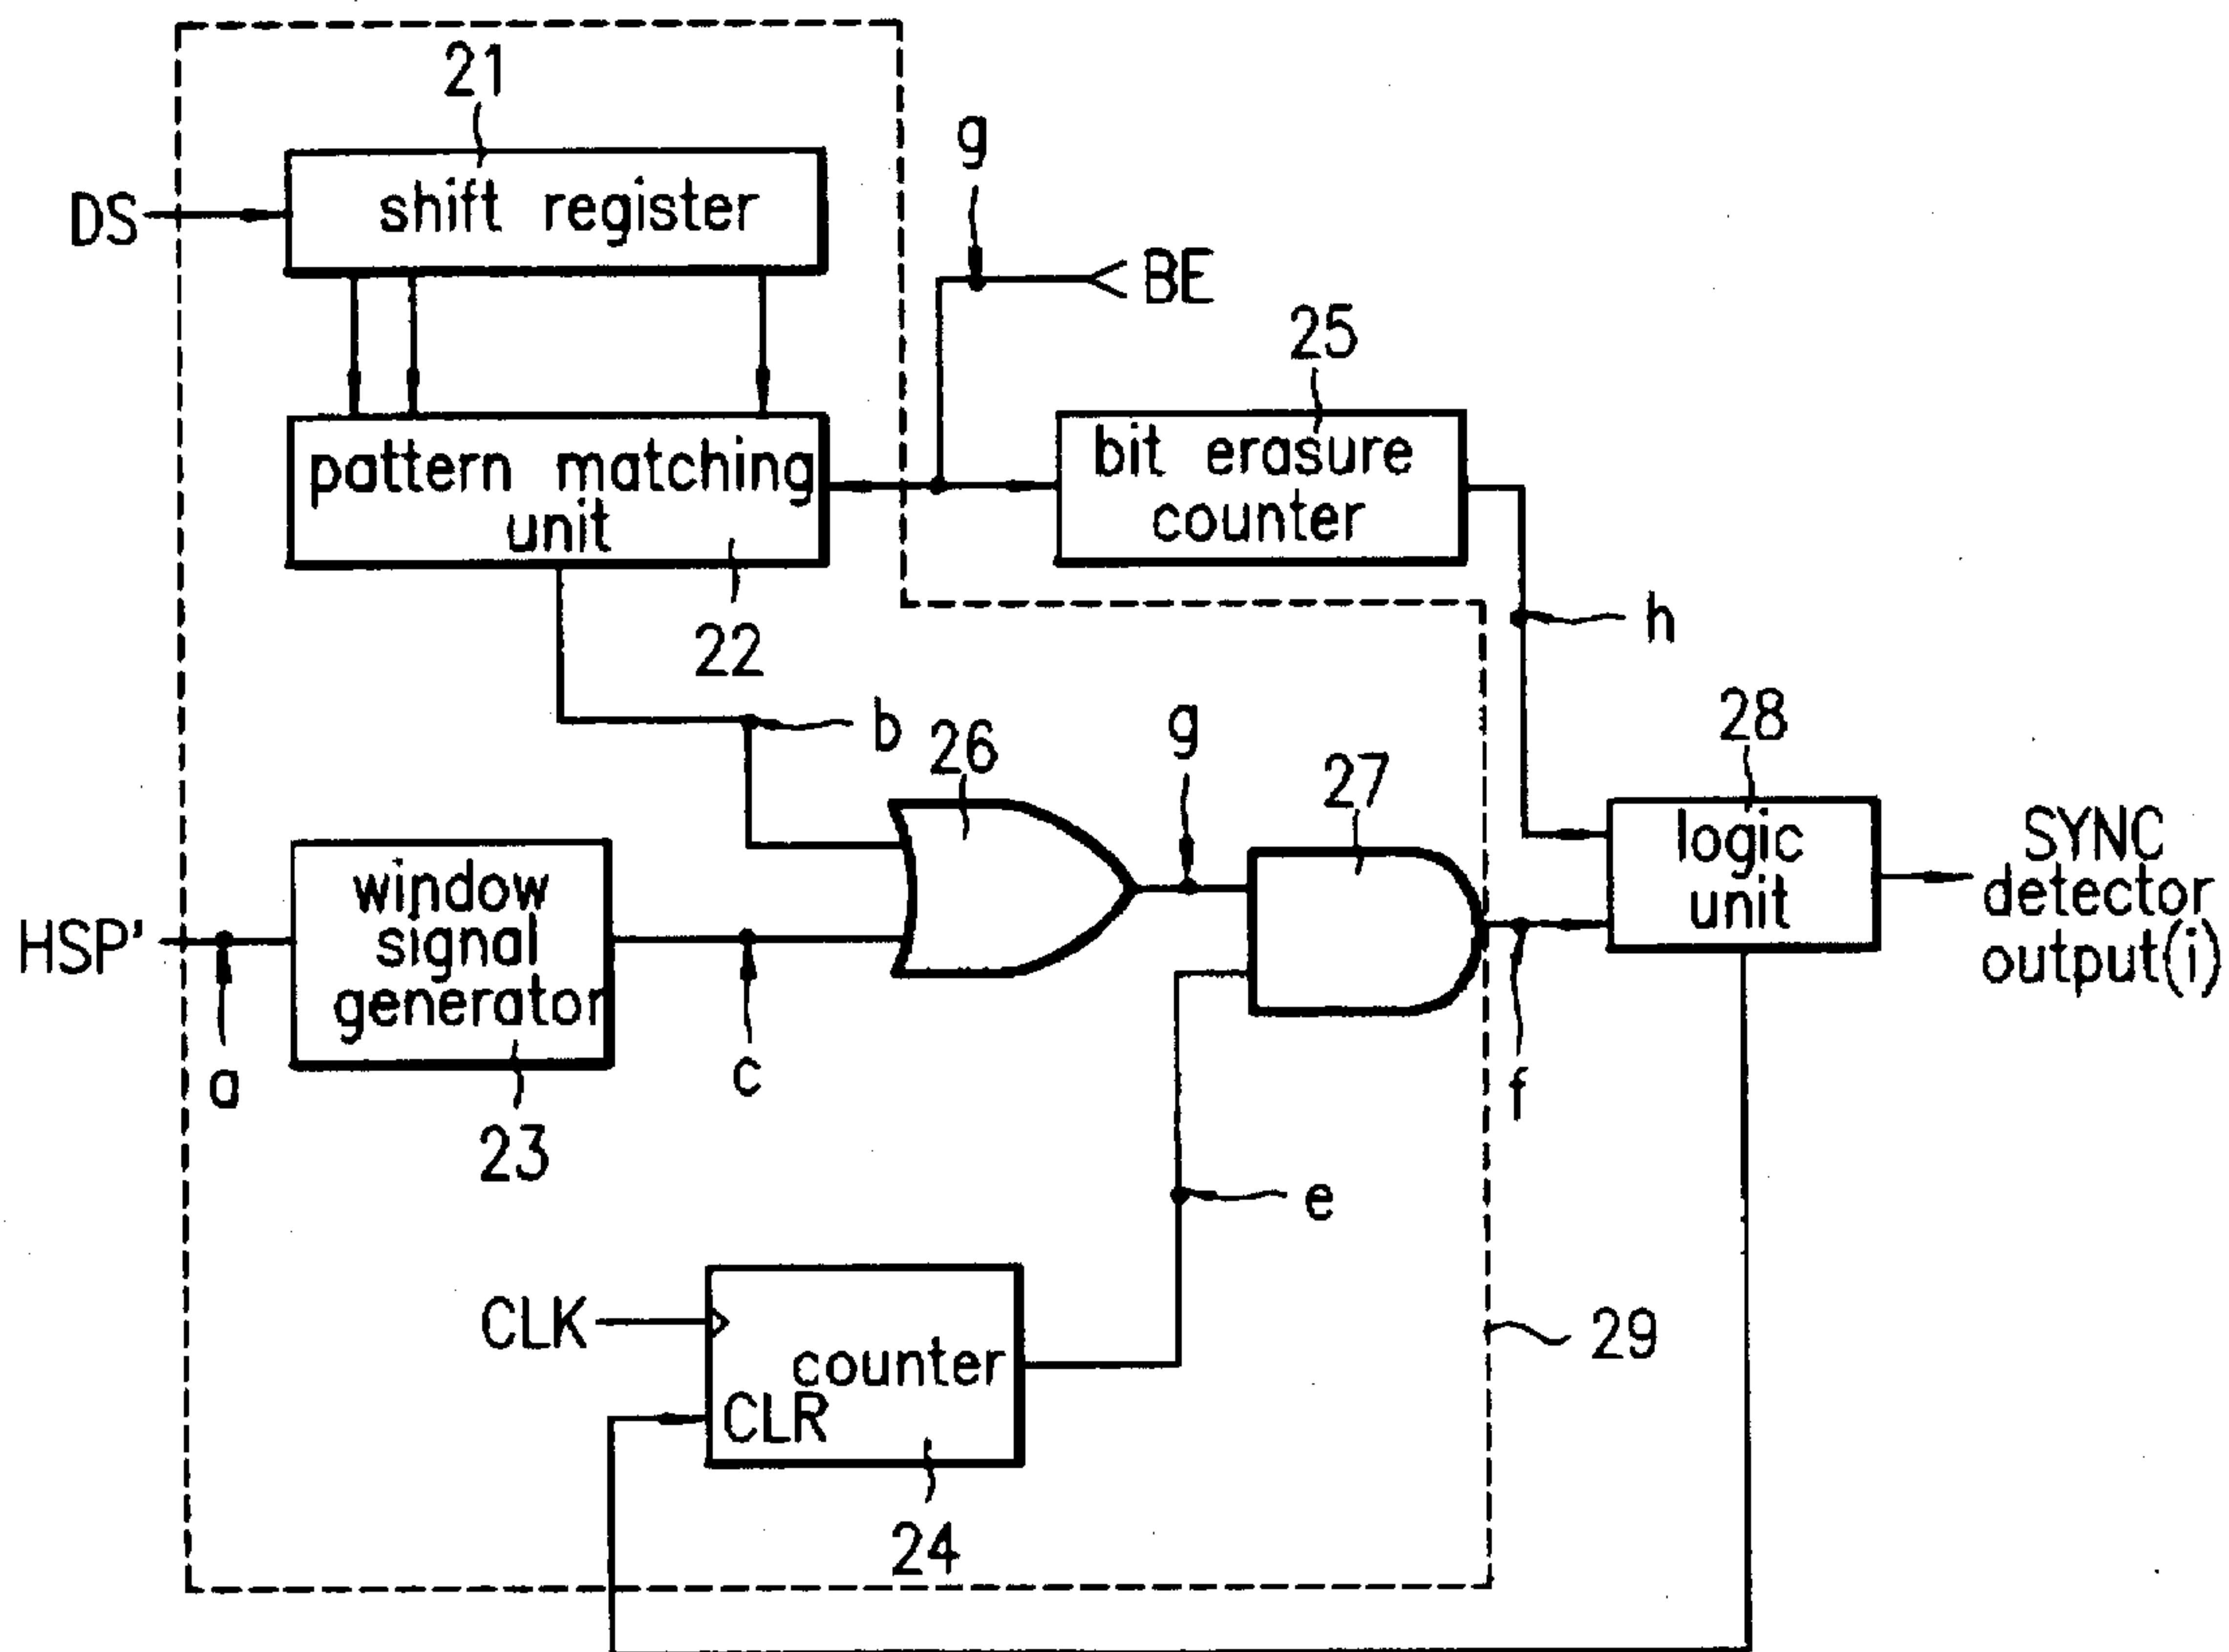 21
DS
shift register
g
BE
25
bit erasure
counter
pattern matching
unit
22
h
b
26
g
27
28
logic
unit
SYNC
detector
output(i)
HSP'
window
signal
generator
a
c
f
23
e
CLK
counter
CLR
29
24